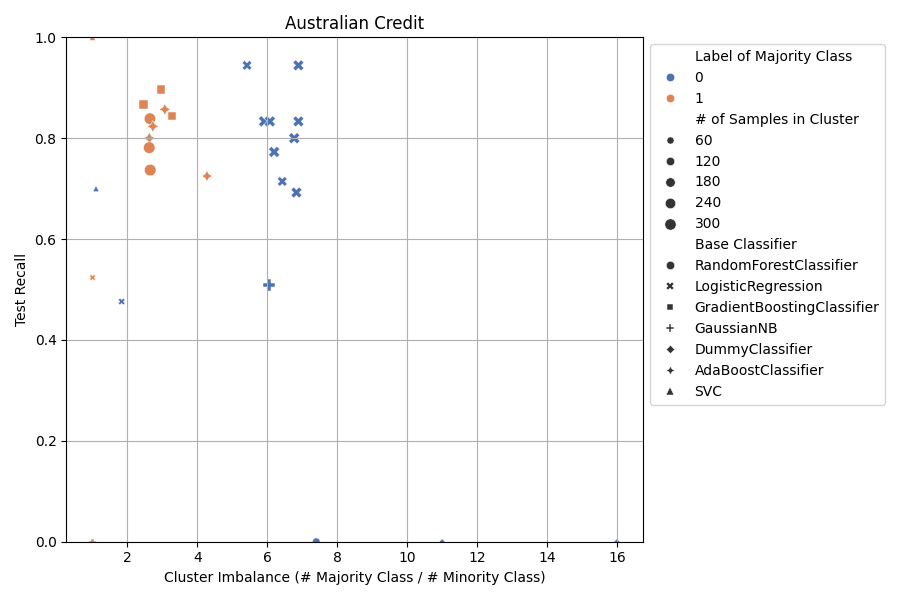 Australian Credit
1.0
0.8
0.6
0.4
0.2
0.0
Test Recall
2 4 6 8 10 12 14 16
Cluster Imbalance (# Majority Class / # Minority Class)
Label of Majority Class
0
1
# of Samples in Cluster
60
120
180
240
300
Base Classifier
RandomForestClassifier
LogisticRegression
GradientBoostingClassifier
GaussianNB
DummyClassifier
AdaBoostClassifier
SVC